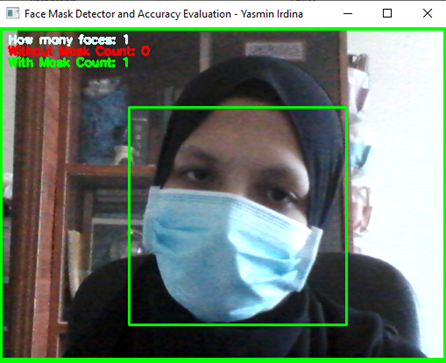 Face Mask Detector and Accuracy Evaluation - Yasmin Irdina
How many faces: 1
Without Mask Count: 0
With Mask Count: 1